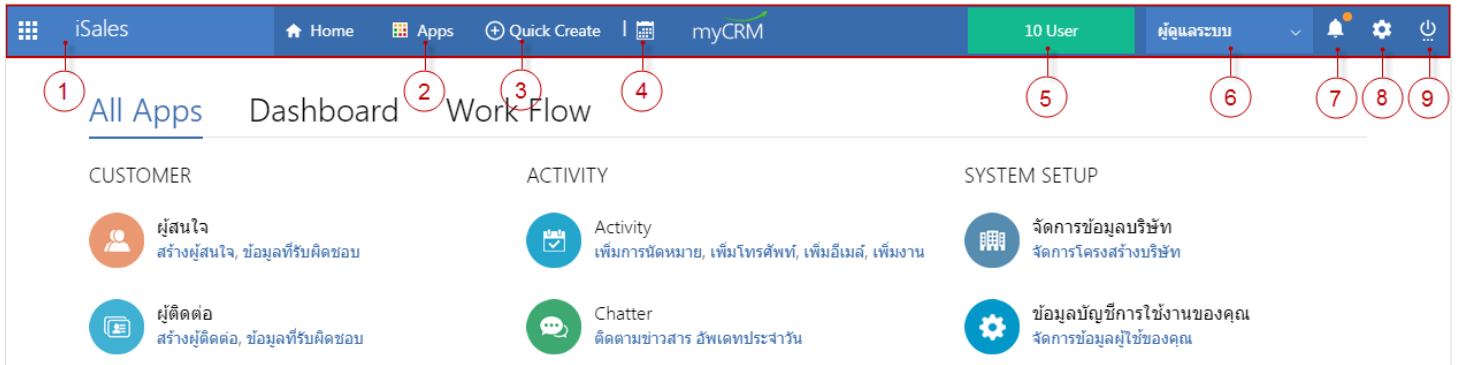 iSales Home Apps Quick Create myCRM 10 User ผู้ดูแลระบบ
1 2 3 4 5 6 7 8 9
All Apps Dashboard Work Flow
CUSTOMER ACTIVITY SYSTEM SETUP
ผู้สนใจ Activity จัดการข้อมูลบริษัท
สร้างผู้สนใจ, ข้อมูลที่รับผิดชอบ เพิ่มการนัดหมาย, เพิ่มโทรศัพท์, เพิ่มอีเมล์, เพิ่มงาน จัดการโครงสร้างบริษัท
ผู้ติดต่อ Chatter ข้อมูลบัญชีการใช้งานของคุณ
สร้างผู้ติดต่อ, ข้อมูลที่รับผิดชอบ ติดตามข่าวสาร อัพเดทประจำวัน จัดการข้อมูลผู้ใช้ของคุณ